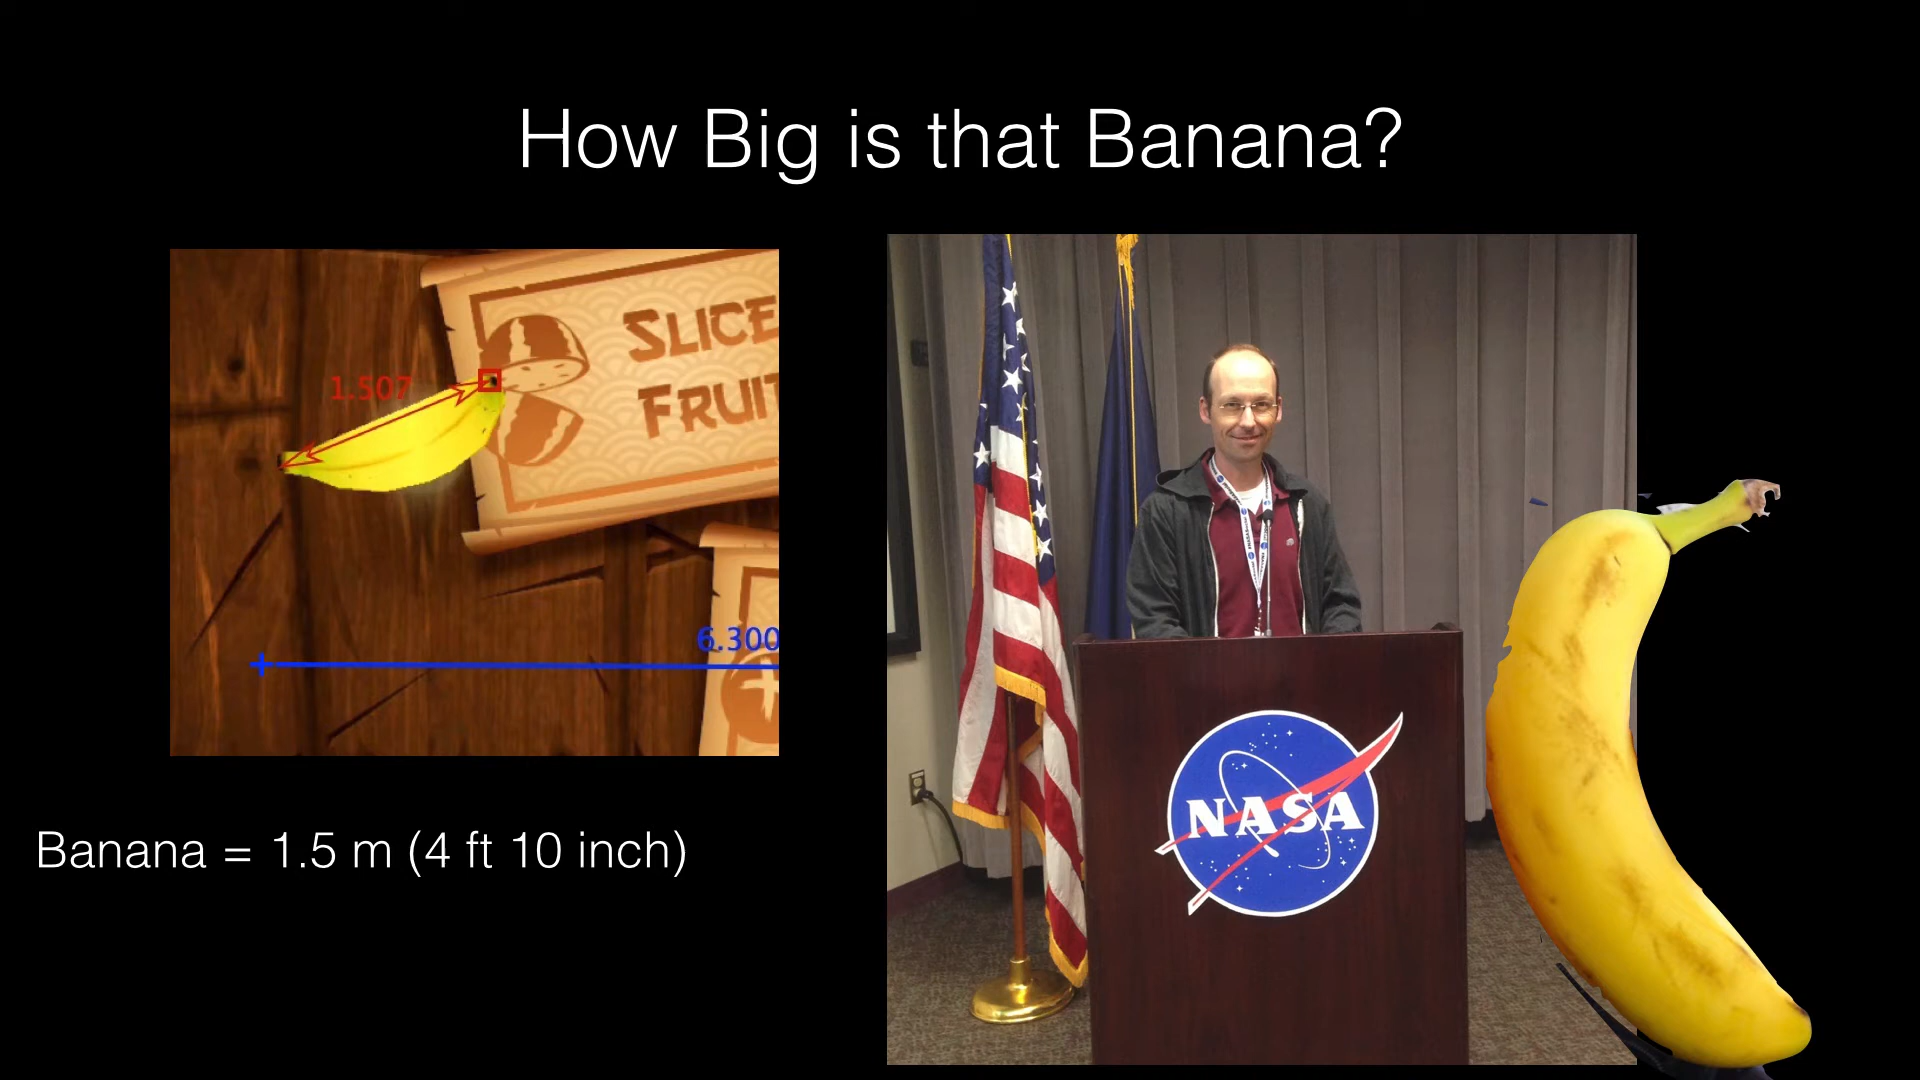 How Big is that Banana?
SLICE
FRUIT
1.507
6.300
Banana = 1.5 m (4 ft 10 inch)
NASA